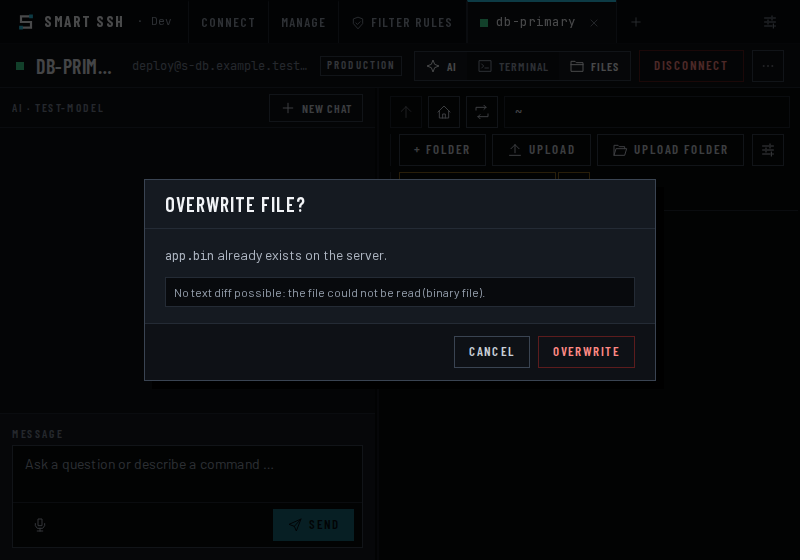 SMART SSH · Dev
CONNECT
MANAGE
FILTER RULES
db-primary
DB-PRIM...
deploy@s-db.example.test...
PRODUCTION
AI
TERMINAL
FILES
DISCONNECT
AI · TEST-MODEL
NEW CHAT
~
+ FOLDER
UPLOAD
UPLOAD FOLDER
OVERWRITE FILE?
app.bin already exists on the server.
No text diff possible: the file could not be read (binary file).
CANCEL
OVERWRITE
MESSAGE
Ask a question or describe a command ...
SEND